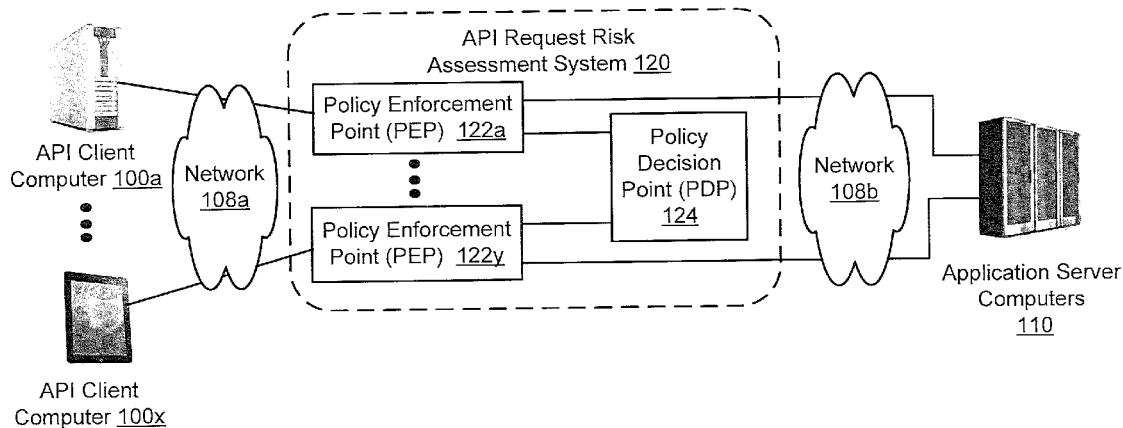 API Request Risk
Assessment System 120
Policy Enforcement
Point (PEP) 122a
Policy
Decision
Point (PDP)
124
Policy Enforcement
Point (PEP) 122y
API Client
Computer 100a
Network
108a
Network
108b
Application Server
Computers
110
API Client
Computer 100x